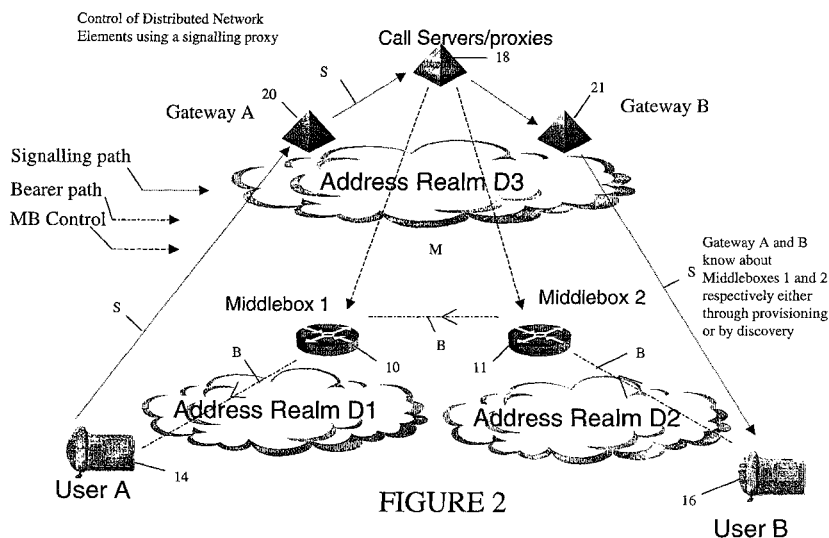 Control of Distributed Network
Elements using a signalling proxy
Call Servers/proxies
18
S
20
Gateway A
21
Gateway B
Signalling path
Bearer path
MB Control
Address Realm D3
M
Gateway A and B
know about
Middleboxes 1 and 2
respectively either
through provisioning
or by discovery
S
S
Middlebox 1
Middlebox 2
B
B
B
10
11
Address Realm D1
Address Realm D2
14
User A
16
User B
FIGURE 2